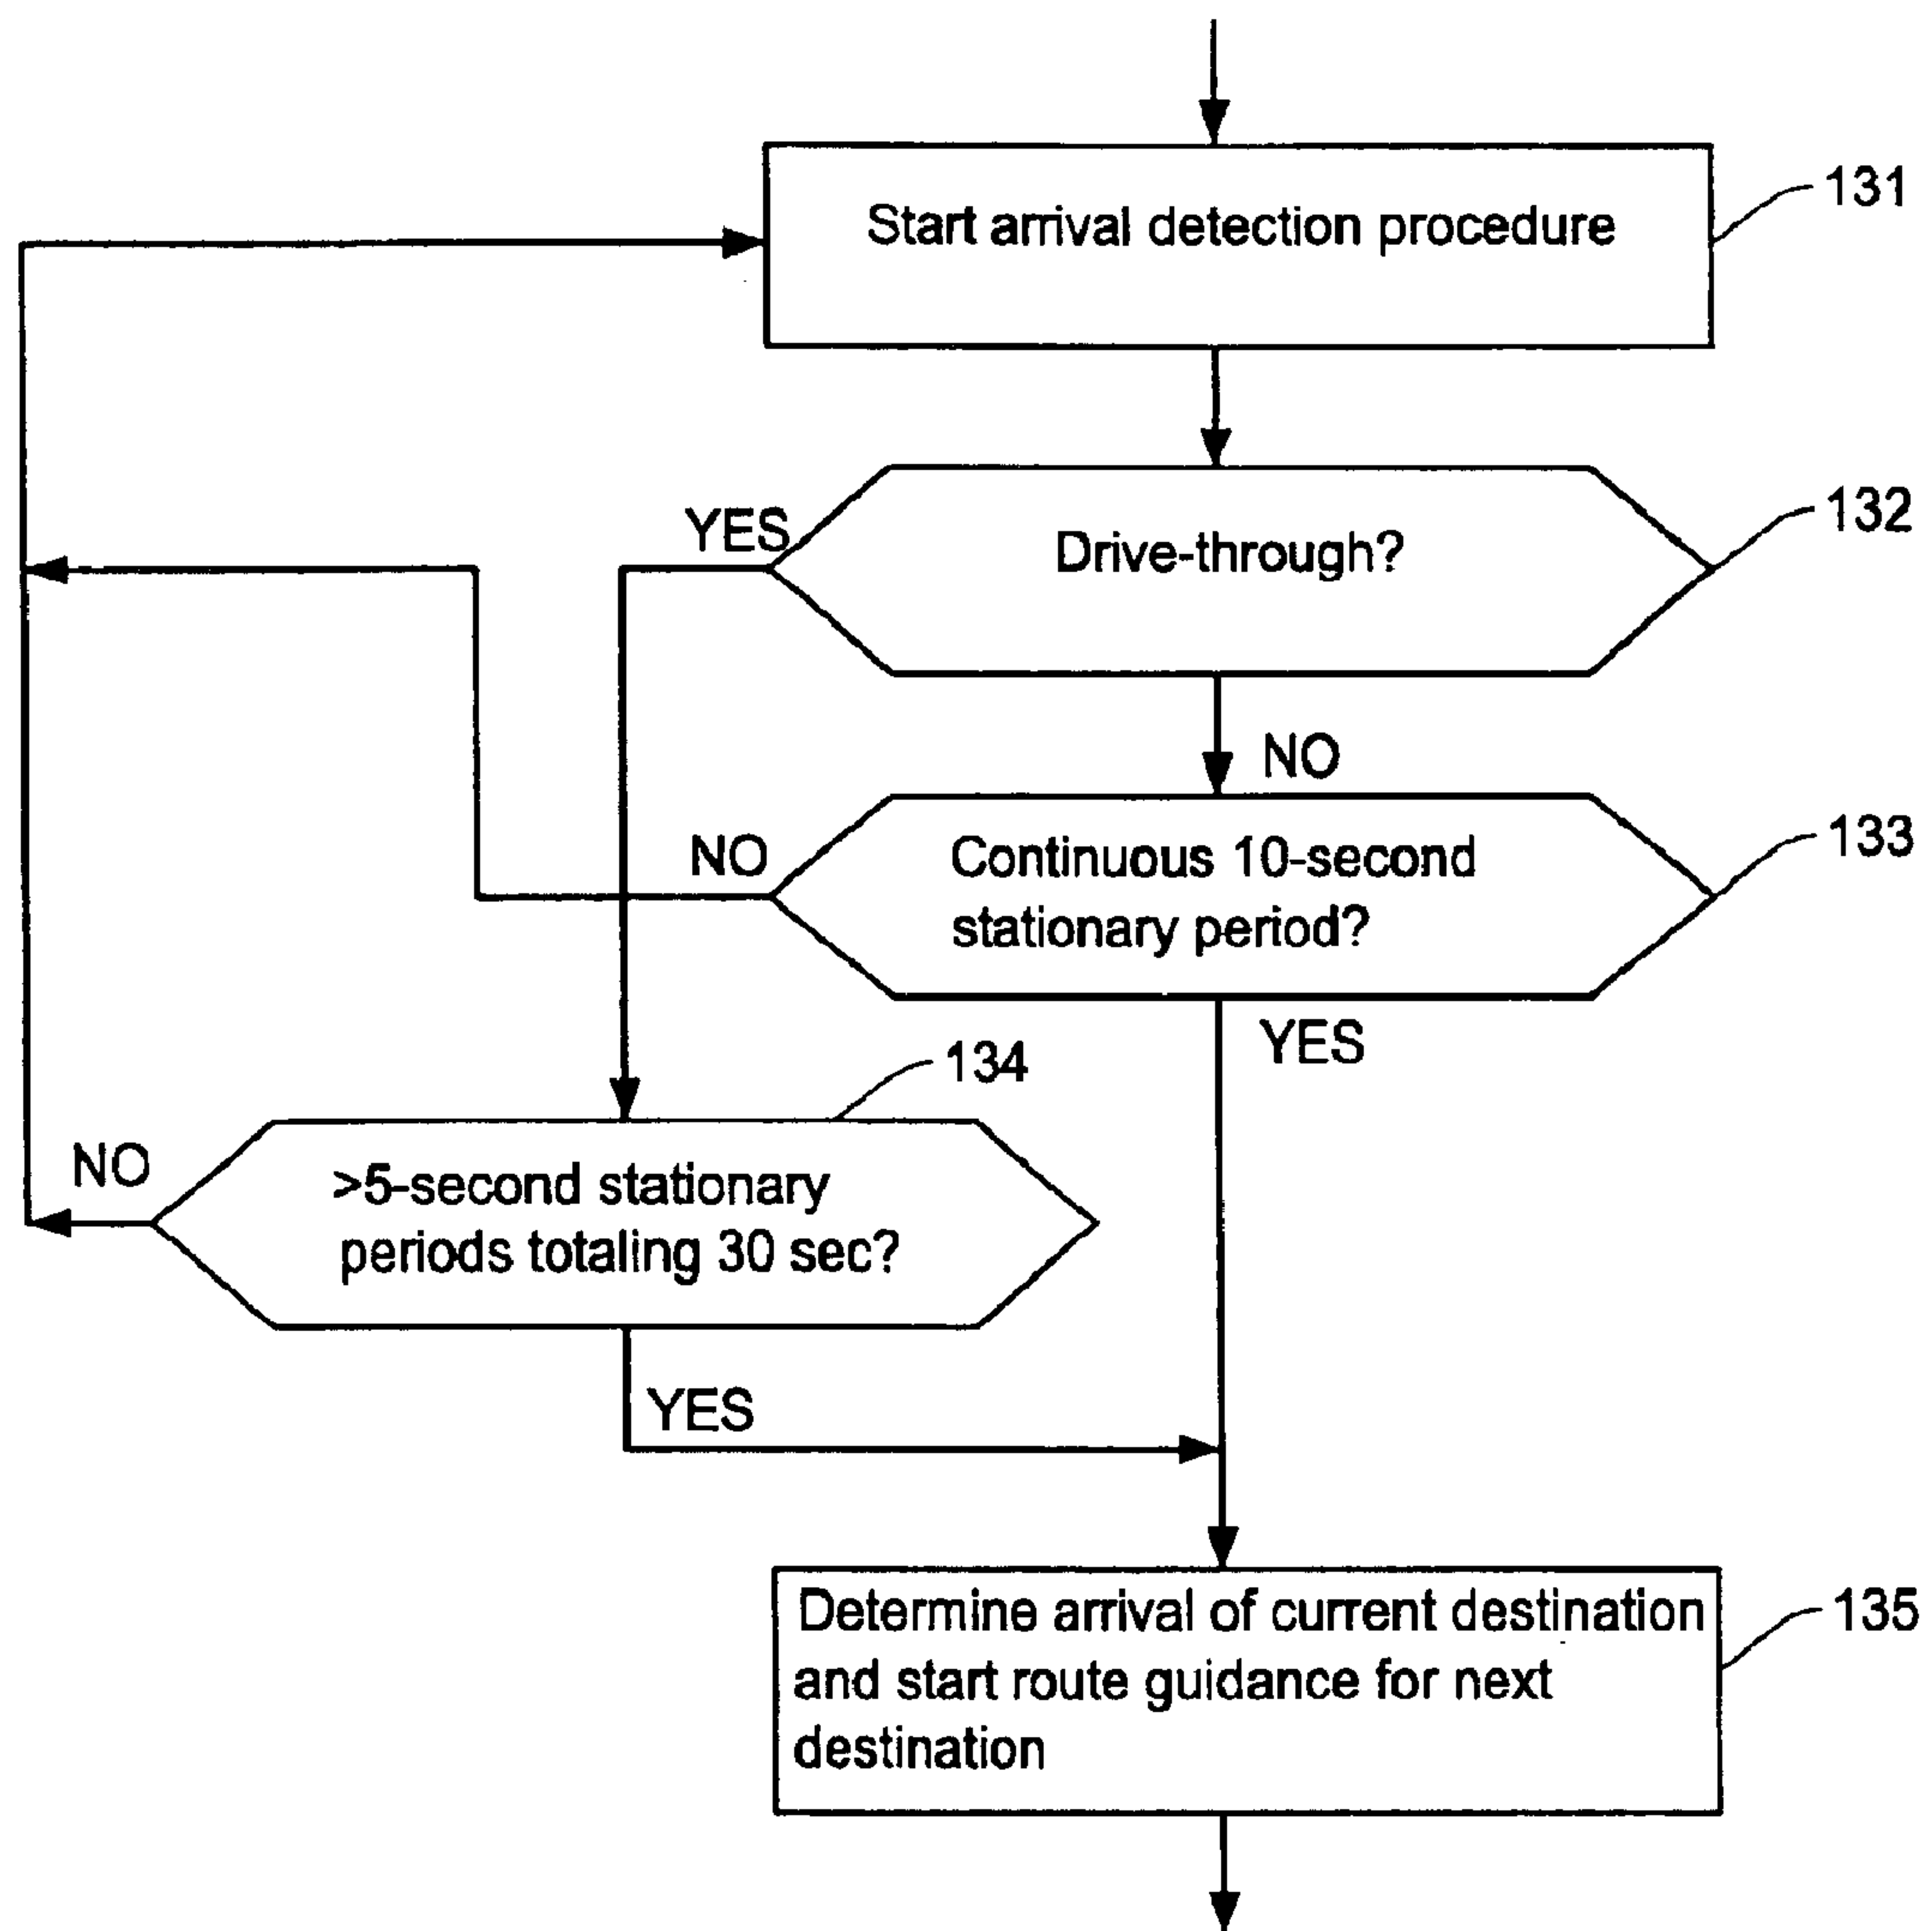 Start arrival detection procedure
131
YES
Drive-through?
132
NO
NO
Continuous 10-second
stationary period?
133
YES
134
NO
>5-second stationary
periods totaling 30 sec?
YES
Determine arrival of current destination
and start route guidance for next
destination
135